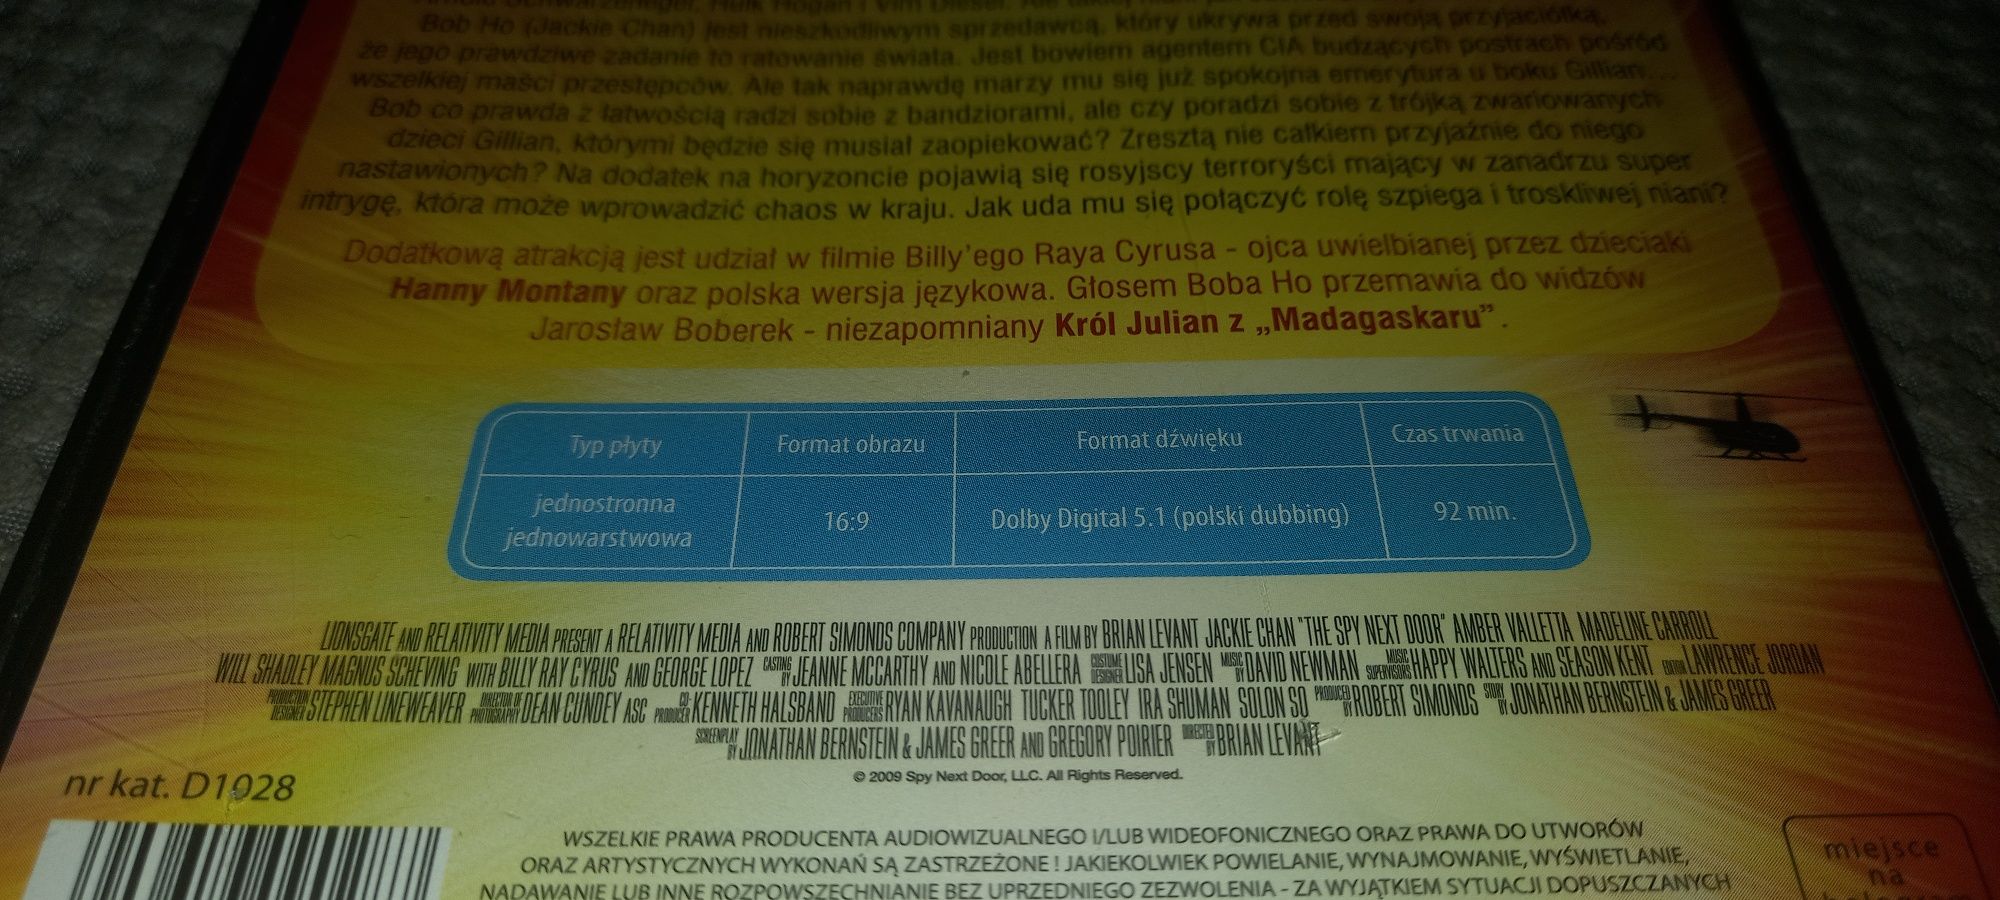 Bob Ho (Jackie Chan) jest nieszkodliwym sprzedawcą, który ukrywa przed swoją przyjaciółką,
że jego prawdziwe zadanie to ratowanie świata. Jest bowiem agentem CIA budzących postrach pośród
wszelkiej maści przestępców. Ale tak naprawdę marzy mu się już spokojna emerytura u boku Gillian...
Bob co prawda z łatwością radzi sobie z bandziorami, ale czy poradzi sobie z trójką zwariowanych
dzieci Gillian, którymi będzie się musiał zaopiekować? Zresztą nie całkiem przyjaźnie do niego
nastawionych? Na dodatek na horyzoncie pojawią się rosyjscy terroryści mający w zanadrzu super
intrygę, która może wprowadzić chaos w kraju. Jak uda mu się połączyć rolę szpiega i troskliwej niani?
Dodatkową atrakcją jest udział w filmie Billy'ego Raya Cyrusa - ojca uwielbianej przez dzieciaki
Hanny Montany oraz polska wersja językowa. Głosem Boba Ho przemawia do widzów
Jarosław Boberek - niezapomniany Król Julian z „Madagaskaru”.
Typ płyty Format obrazu Format dźwięku Czas trwania
jednostronna
jednowarstwowa 16:9 Dolby Digital 5.1 (polski dubbing) 92 min.
LIONSGATE AND RELATIVITY MEDIA PRESENT A RELATIVITY MEDIA AND ROBERT SIMONDS COMPANY PRODUCTION A FILM BY BRIAN LEVANT JACKIE CHAN "THE SPY NEXT DOOR" AMBER VALLETTA MADELINE CARROLL
WILL SHADLEY MAGNUS SCHEVING WITH BILLY RAY CYRUS AND GEORGE LOPEZ CASTING BY JEANNE MCCARTHY AND NICOLE ABELLERA COSTUME DESIGNER LISA JENSEN MUSIC BY DAVID NEWMAN MUSIC SUPERVISORS HAPPY WALTERS AND SEASON KENT EDITOR LAWRENCE JORDAN
PRODUCTION DESIGNER STEPHEN LINEWEAVER DIRECTOR OF PHOTOGRAPHY DEAN CUNDEY ASC CO-PRODUCER KENNETH HALSBAND EXECUTIVE PRODUCERS RYAN KAVANAUGH TUCKER TOOLEY IRA SHUMAN SOLON SO PRODUCED BY ROBERT SIMONDS STORY BY JONATHAN BERNSTEIN & JAMES GREER
SCREENPLAY BY JONATHAN BERNSTEIN & JAMES GREER AND GREGORY POIRIER DIRECTED BY BRIAN LEVANT
© 2009 Spy Next Door, LLC. All Rights Reserved.
nr kat. D1028
WSZELKIE PRAWA PRODUCENTA AUDIOWIZUALNEGO I/LUB WIDEOFONICZNEGO ORAZ PRAWA DO UTWORÓW
ORAZ ARTYSTYCZNYCH WYKONAŃ SĄ ZASTRZEŻONE ! JAKIEKOLWIEK POWIELANIE, WYNAJMOWANIE, WYŚWIETLANIE,
NADAWANIE LUB INNE ROZPOWSZECHNIANIE BEZ UPRZEDNIEGO ZEZWOLENIA - ZA WYJĄTKIEM SYTUACJI DOPUSZCZANYCH
miejsce
na